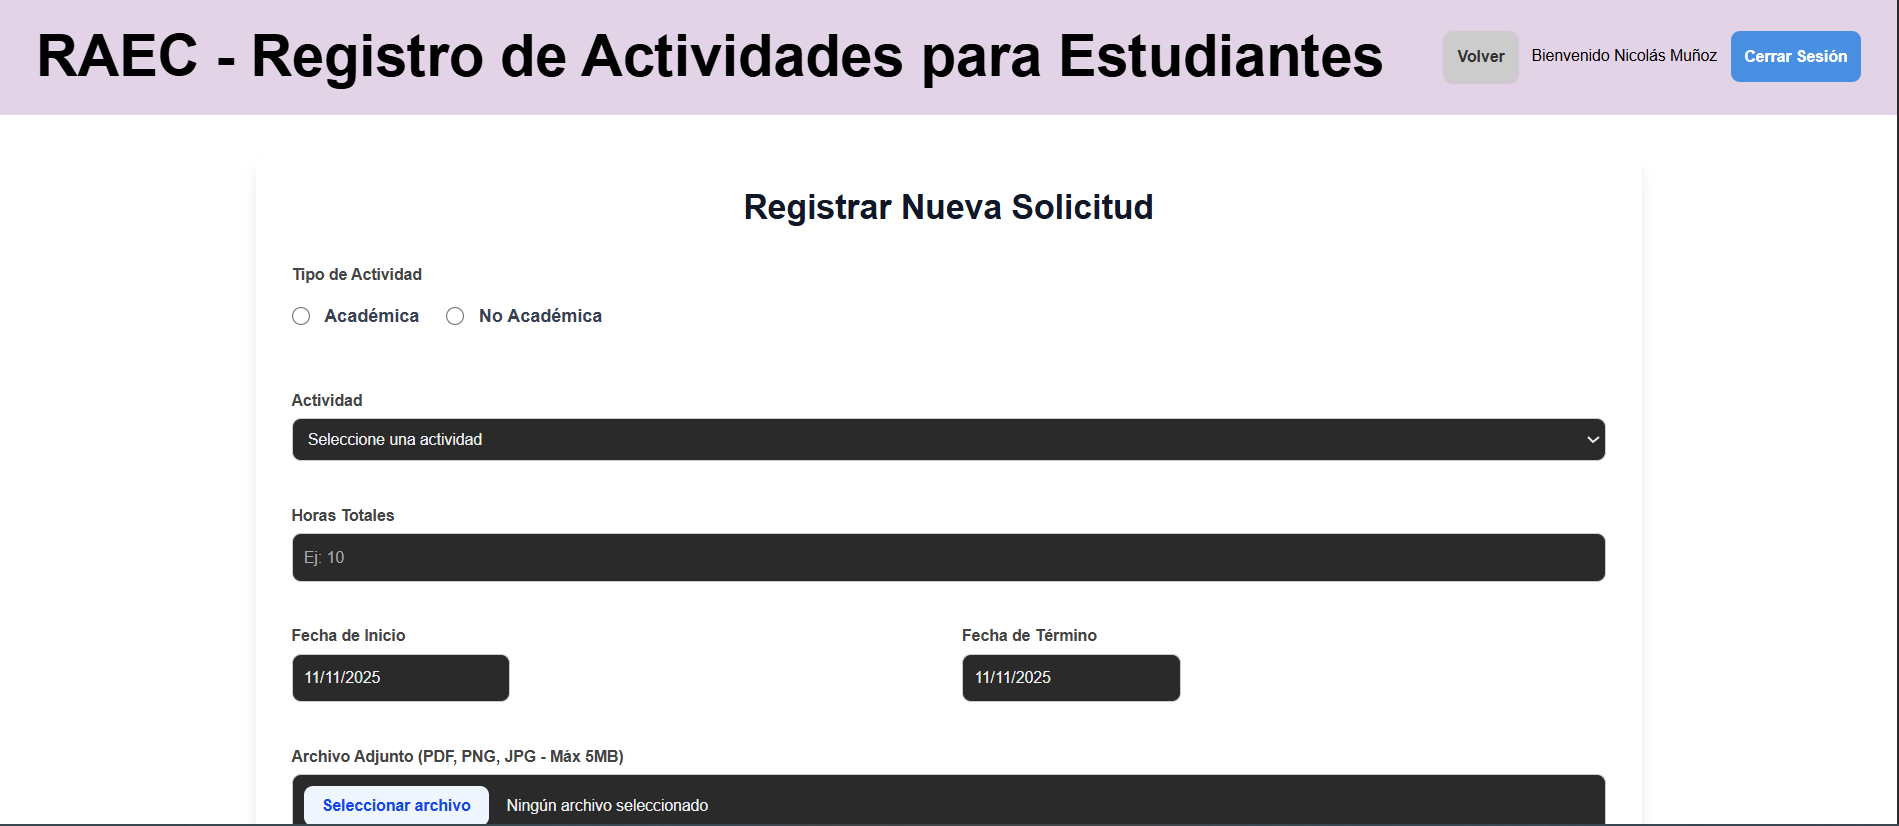 RAEC - Registro de Actividades para Estudiantes
Volver
Bienvenido Nicolás Muñoz
Cerrar Sesión
Registrar Nueva Solicitud
Tipo de Actividad
Académica
No Académica
Actividad
Seleccione una actividad
Horas Totales
Ej: 10
Fecha de Inicio
Fecha de Término
11/11/2025
11/11/2025
Archivo Adjunto (PDF, PNG, JPG - Máx 5MB)
Seleccionar archivo
Ningún archivo seleccionado